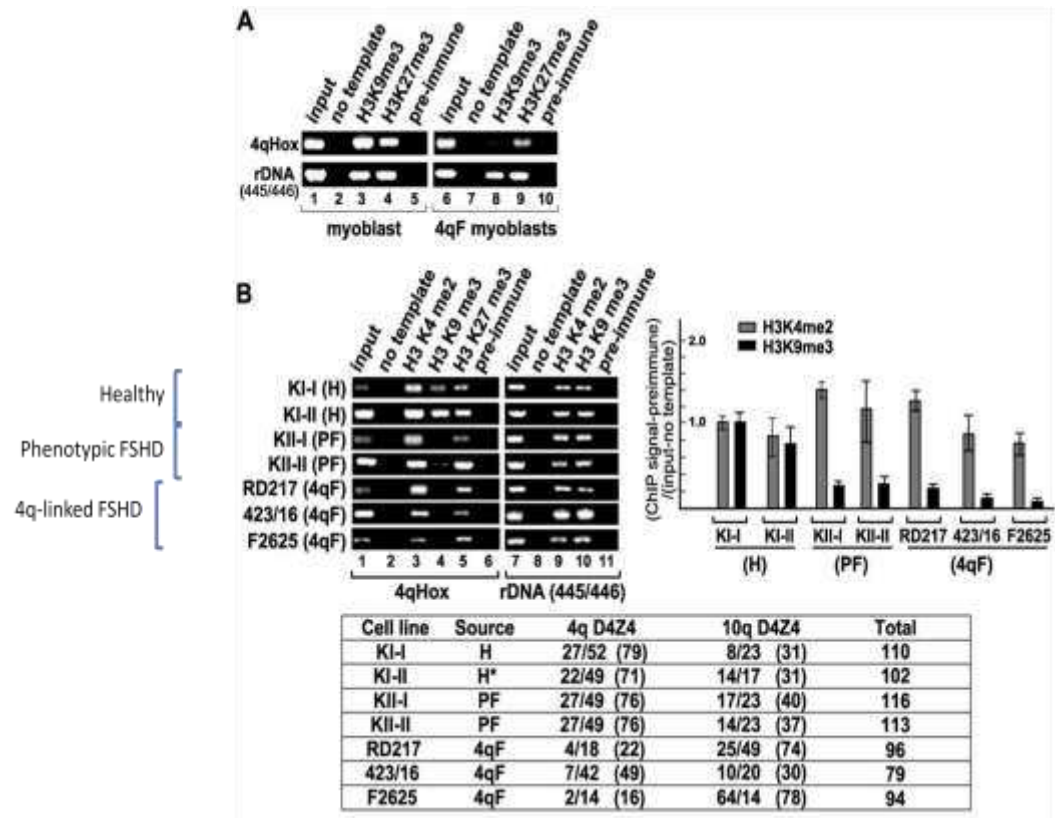 A
input
no template
H3K9me3
H3K27me3
pre-immune
input
no template
H3K9me3
H3K27me3
pre-immune
4qHox
rDNA
(445/446)
1 2 3 4 5 6 7 8 9 10
myoblast 4qF myoblasts
B
input
no template
H3 K4 me2
H3 K9 me3
H3 K27 me3
pre-immune
input
no template
H3 K4 me2
H3 K9 me3
pre-immune
Healthy
Phenotypic FSHD
4q-linked FSHD
KI-I (H)
KI-II (H)
KII-I (PF)
KII-II (PF)
RD217 (4qF)
423/16 (4qF)
F2625 (4qF)
1 2 3 4 5 6 7 8 9 10 11
4qHox rDNA (445/446)
(ChIP signal-preimmune)
/(input-no template)
2.0
1.0
H3K4me2
H3K9me3
KI-I KI-II KII-I KII-II RD217 423/16 F2625
(H) (PF) (4qF)
Cell line Source 4q D4Z4 10q D4Z4 Total
KI-I H 27/52 (79) 8/23 (31) 110
KI-II H* 22/49 (71) 14/17 (31) 102
KII-I PF 27/49 (76) 17/23 (40) 116
KII-II PF 27/49 (76) 14/23 (37) 113
RD217 4qF 4/18 (22) 25/49 (74) 96
423/16 4qF 7/42 (49) 10/20 (30) 79
F2625 4qF 2/14 (16) 64/14 (78) 94